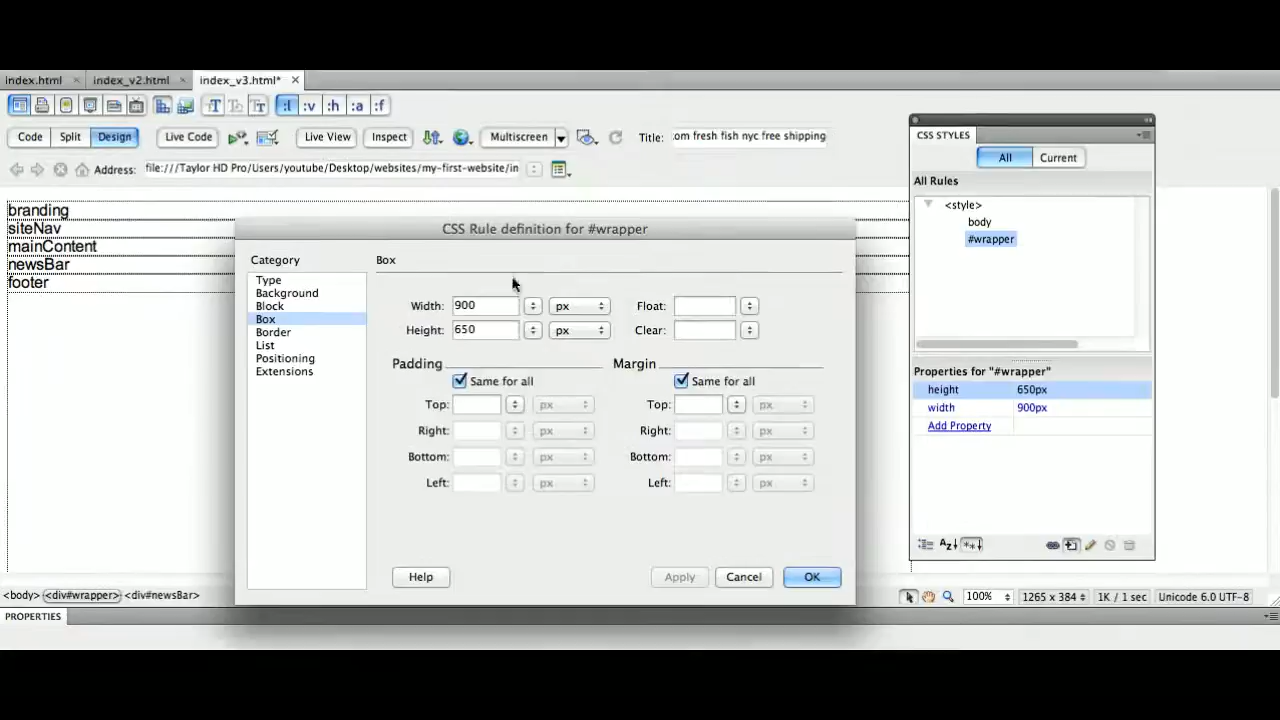 index.html × index_v2.html × index_v3.html* ×
:l :v :h :a :f
Code Split Design Live Code Live View Inspect Multiscreen Title: om fresh fish nyc free shipping
Address: file:///Taylor HD Pro/Users/youtube/Desktop/websites/my-first-website/in
branding
siteNav
mainContent
newsBar
footer
CSS Rule definition for #wrapper
Category
Type
Background
Block
Box
Border
List
Positioning
Extensions
Box
Width: 900 px Float:
Height: 650 px Clear:
Padding Margin
Same for all Same for all
Top: px Top: px
Right: px Right: px
Bottom: px Bottom: px
Left: px Left: px
Help Apply Cancel OK
CSS STYLES
All Current
All Rules
<style>
body
#wrapper
Properties for "#wrapper"
height 650px
width 900px
Add Property
<body> <div#wrapper> <div#newsBar> 100% 1265 x 384 1K / 1 sec Unicode 6.0 UTF-8
PROPERTIES